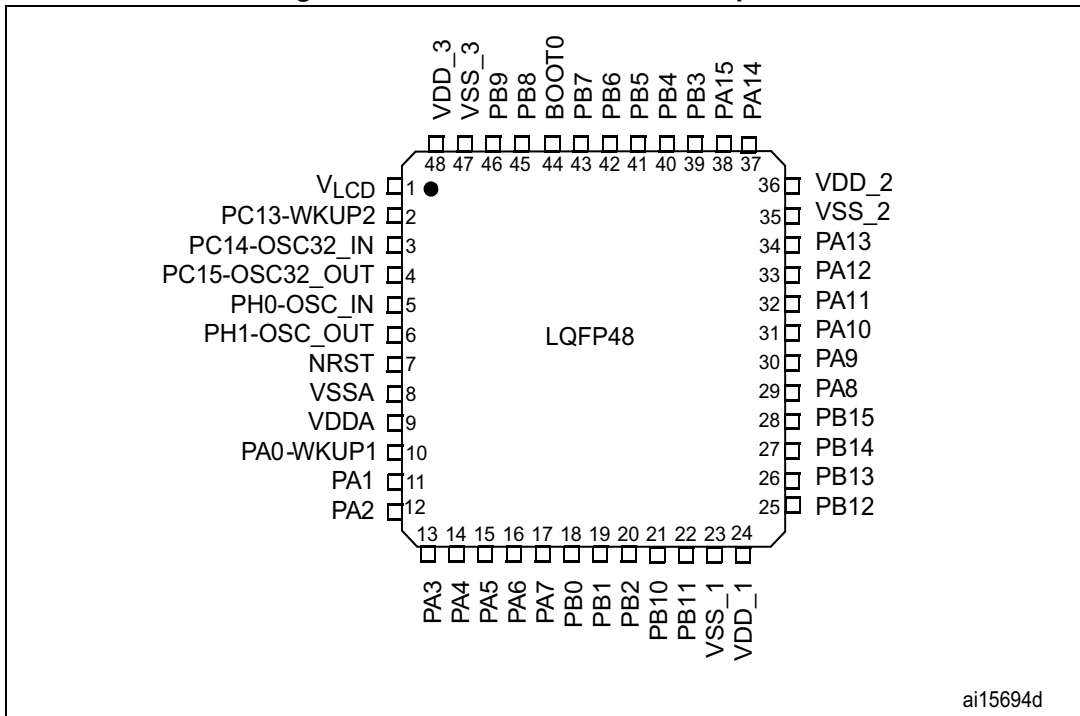 VDD_3
VSS_3
PB9
PB8
BOOT0
PB7
PB6
PB5
PB4
PB3
PA15
PA14
48 47 46 45 44 43 42 41 40 39 38 37
VLCD 1
PC13-WKUP2 2
PC14-OSC32_IN 3
PC15-OSC32_OUT 4
PH0-OSC_IN 5
PH1-OSC_OUT 6
NRST 7
VSSA 8
VDDA 9
PA0-WKUP1 10
PA1 11
PA2 12
LQFP48
36 VDD_2
35 VSS_2
34 PA13
33 PA12
32 PA11
31 PA10
30 PA9
29 PA8
28 PB15
27 PB14
26 PB13
25 PB12
13 14 15 16 17 18 19 20 21 22 23 24
PA3
PA4
PA5
PA6
PA7
PB0
PB1
PB2
PB10
PB11
VSS_1
VDD_1
ai15694d